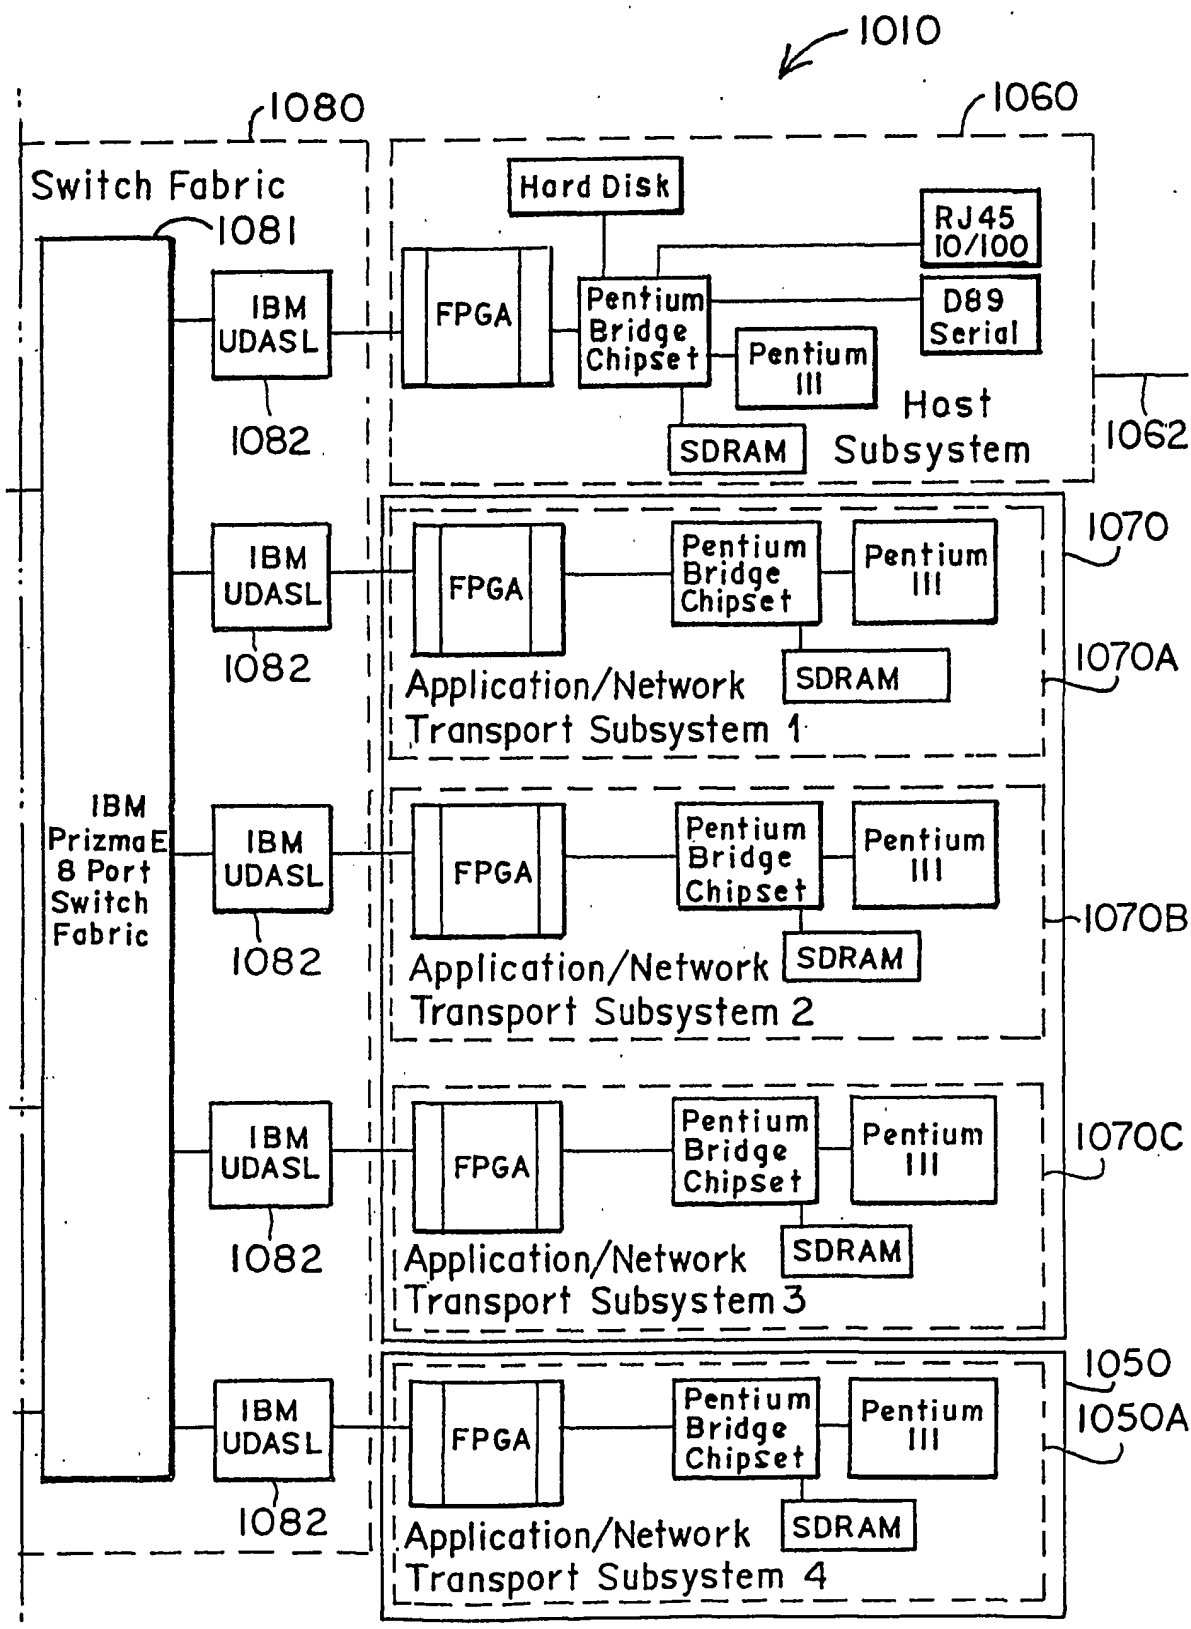 1010
1080
1060
Switch Fabric
1081
Hard Disk
RJ45
10/100
FPGA
Pentium
Bridge
Chipset
D89
Serial
IBM
UDASL
Pentium
III
1082
SDRAM
Host
Subsystem
1062
IBM
UDASL
1082
FPGA
Pentium
Bridge
Chipset
Pentium
III
SDRAM
1070
1070A
Application/Network
Transport Subsystem 1
IBM
PrizmaE
8 Port
Switch
Fabric
IBM
UDASL
1082
FPGA
Pentium
Bridge
Chipset
Pentium
III
SDRAM
1070B
Application/Network
Transport Subsystem 2
IBM
UDASL
1082
FPGA
Pentium
Bridge
Chipset
Pentium
III
SDRAM
1070C
Application/Network
Transport Subsystem 3
IBM
UDASL
1082
FPGA
Pentium
Bridge
Chipset
Pentium
III
SDRAM
1050
1050A
Application/Network
Transport Subsystem 4